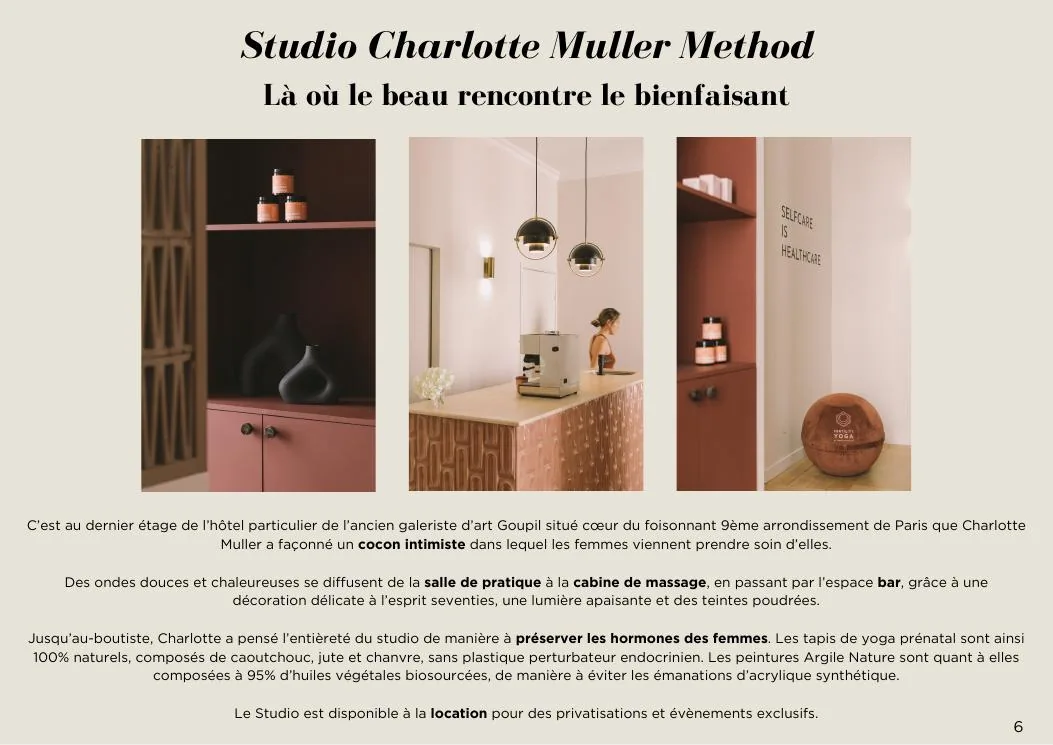 Studio Charlotte Muller Method
Là où le beau rencontre le bienfaisant
SELFCARE
IS
HEALTHCARE
FERTILITY
YOGA
C'est au dernier étage de l'hôtel particulier de l'ancien galeriste d'art Goupil situé cœur du foisonnant 9ème arrondissement de Paris que Charlotte
Muller a façonné un cocon intimiste dans lequel les femmes viennent prendre soin d'elles.
Des ondes douces et chaleureuses se diffusent de la salle de pratique à la cabine de massage, en passant par l'espace bar, grâce à une
décoration délicate à l'esprit seventies, une lumière apaisante et des teintes poudrées.
Jusqu'au-boutiste, Charlotte a pensé l'entièreté du studio de manière à préserver les hormones des femmes. Les tapis de yoga prénatal sont ainsi
100% naturels, composés de caoutchouc, jute et chanvre, sans plastique perturbateur endocrinien. Les peintures Argile Nature sont quant à elles
composées à 95% d'huiles végétales biosourcées, de manière à éviter les émanations d'acrylique synthétique.
Le Studio est disponible à la location pour des privatisations et évènements exclusifs.
6